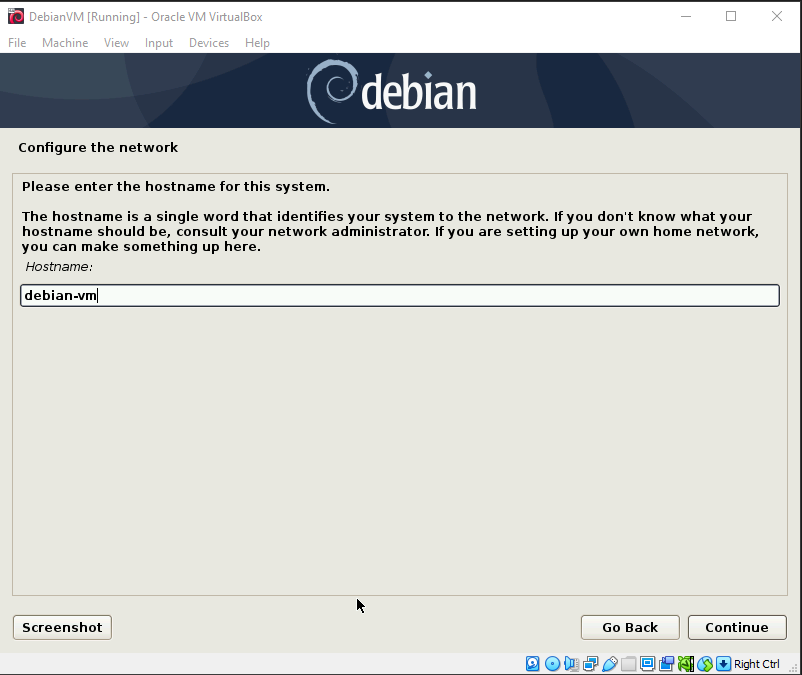 DebianVM [Running] - Oracle VM VirtualBox
File Machine View Input Devices Help
debian
Configure the network
Please enter the hostname for this system.
The hostname is a single word that identifies your system to the network. If you don't know what your
hostname should be, consult your network administrator. If you are setting up your own home network,
you can make something up here.
Hostname:
debian-vm
Screenshot Go Back Continue
Right Ctrl